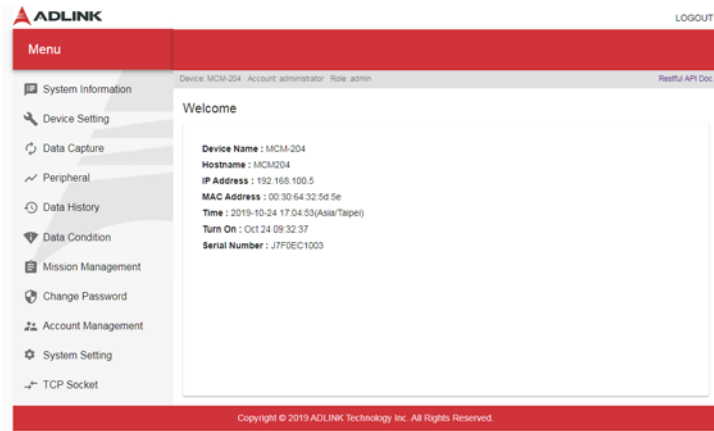 ADLINK
LOGOUT
Menu
Device: MCM-204 Account: administrator Role: admin
Restful API Doc.
System Information
Device Setting
Data Capture
Peripheral
Data History
Data Condition
Mission Management
Change Password
Account Management
System Setting
TCP Socket
Welcome
Device Name : MCM-204
Hostname : MCM204
IP Address : 192.168.100.5
MAC Address : 00:30:64:32:5d:5e
Time : 2019-10-24 17:04:53(Asia/Taipei)
Turn On : Oct 24 09:32:37
Serial Number : J7F0EC1003
Copyright © 2019 ADLINK Technology Inc. All Rights Reserved.